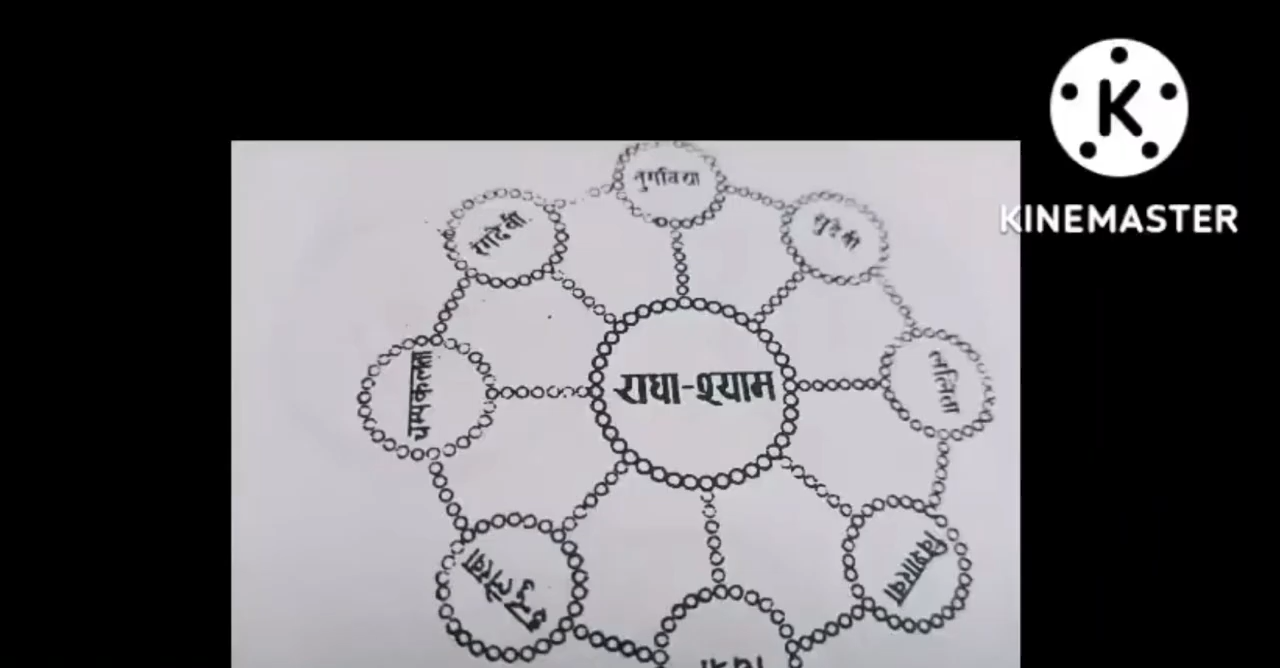 तुंगविद्या
रंगदेवी
सुदेवी
K
KINEMASTER
राधा-श्याम
ललिता
चम्पकलता
विशाखा
इन्दुलेखा